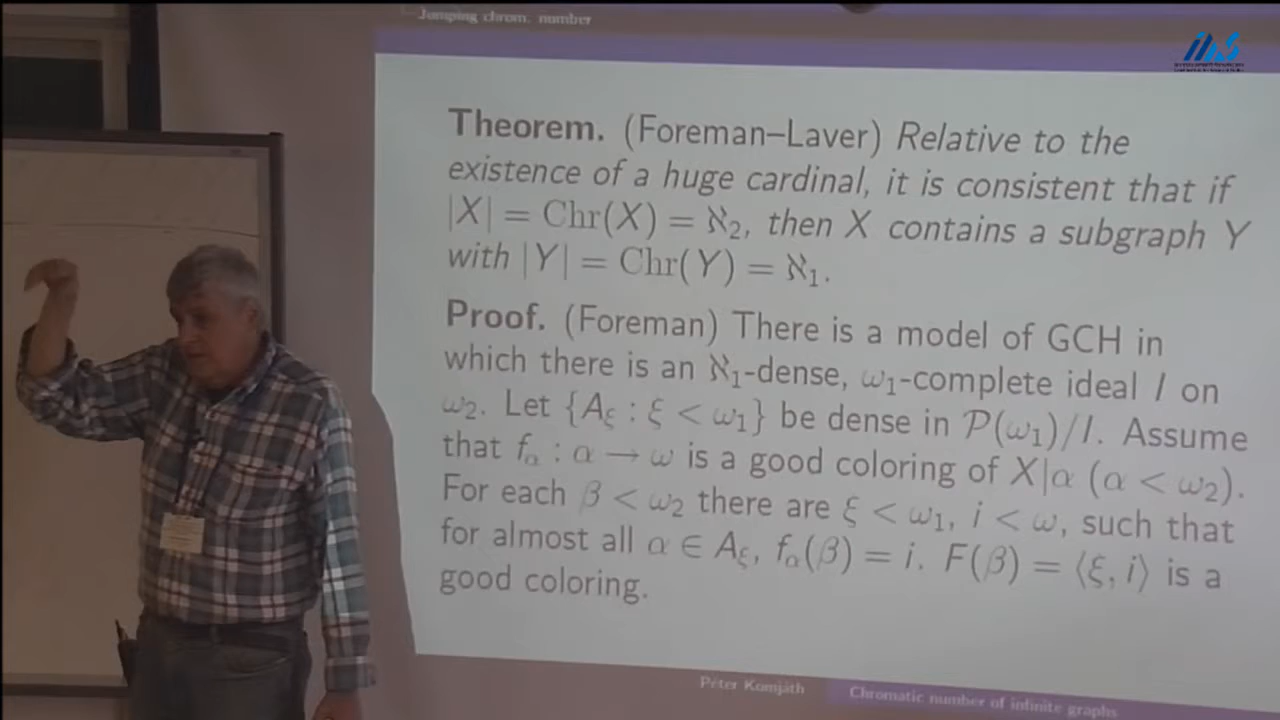 Jumping chrom. number
Theorem. (Foreman–Laver) Relative to the
existence of a huge cardinal, it is consistent that if
|X| = Chr(X) = ℵ₂, then X contains a subgraph Y
with |Y| = Chr(Y) = ℵ₁.
Proof. (Foreman) There is a model of GCH in
which there is an ℵ₁-dense, ω₁-complete ideal I on
ω₂. Let {A_ξ : ξ < ω₁} be dense in P(ω₁)/I. Assume
that f_α : α → ω is a good coloring of X|α (α < ω₂).
For each β < ω₂ there are ξ < ω₁, i < ω, such that
for almost all α ∈ A_ξ, f_α(β) = i. F(β) = ⟨ξ, i⟩ is a
good coloring.
Péter Komjáth
Chromatic number of infinite graphs